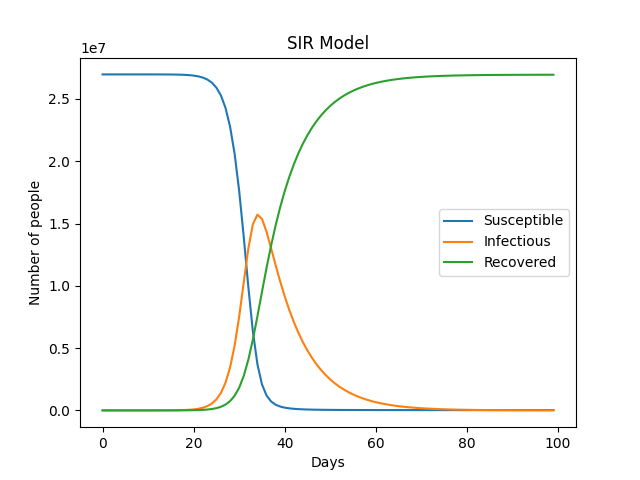 SIR Model
1e7
2.5
2.0
1.5
1.0
0.5
0.0
Number of people
Susceptible
Infectious
Recovered
0 20 40 60 80 100
Days